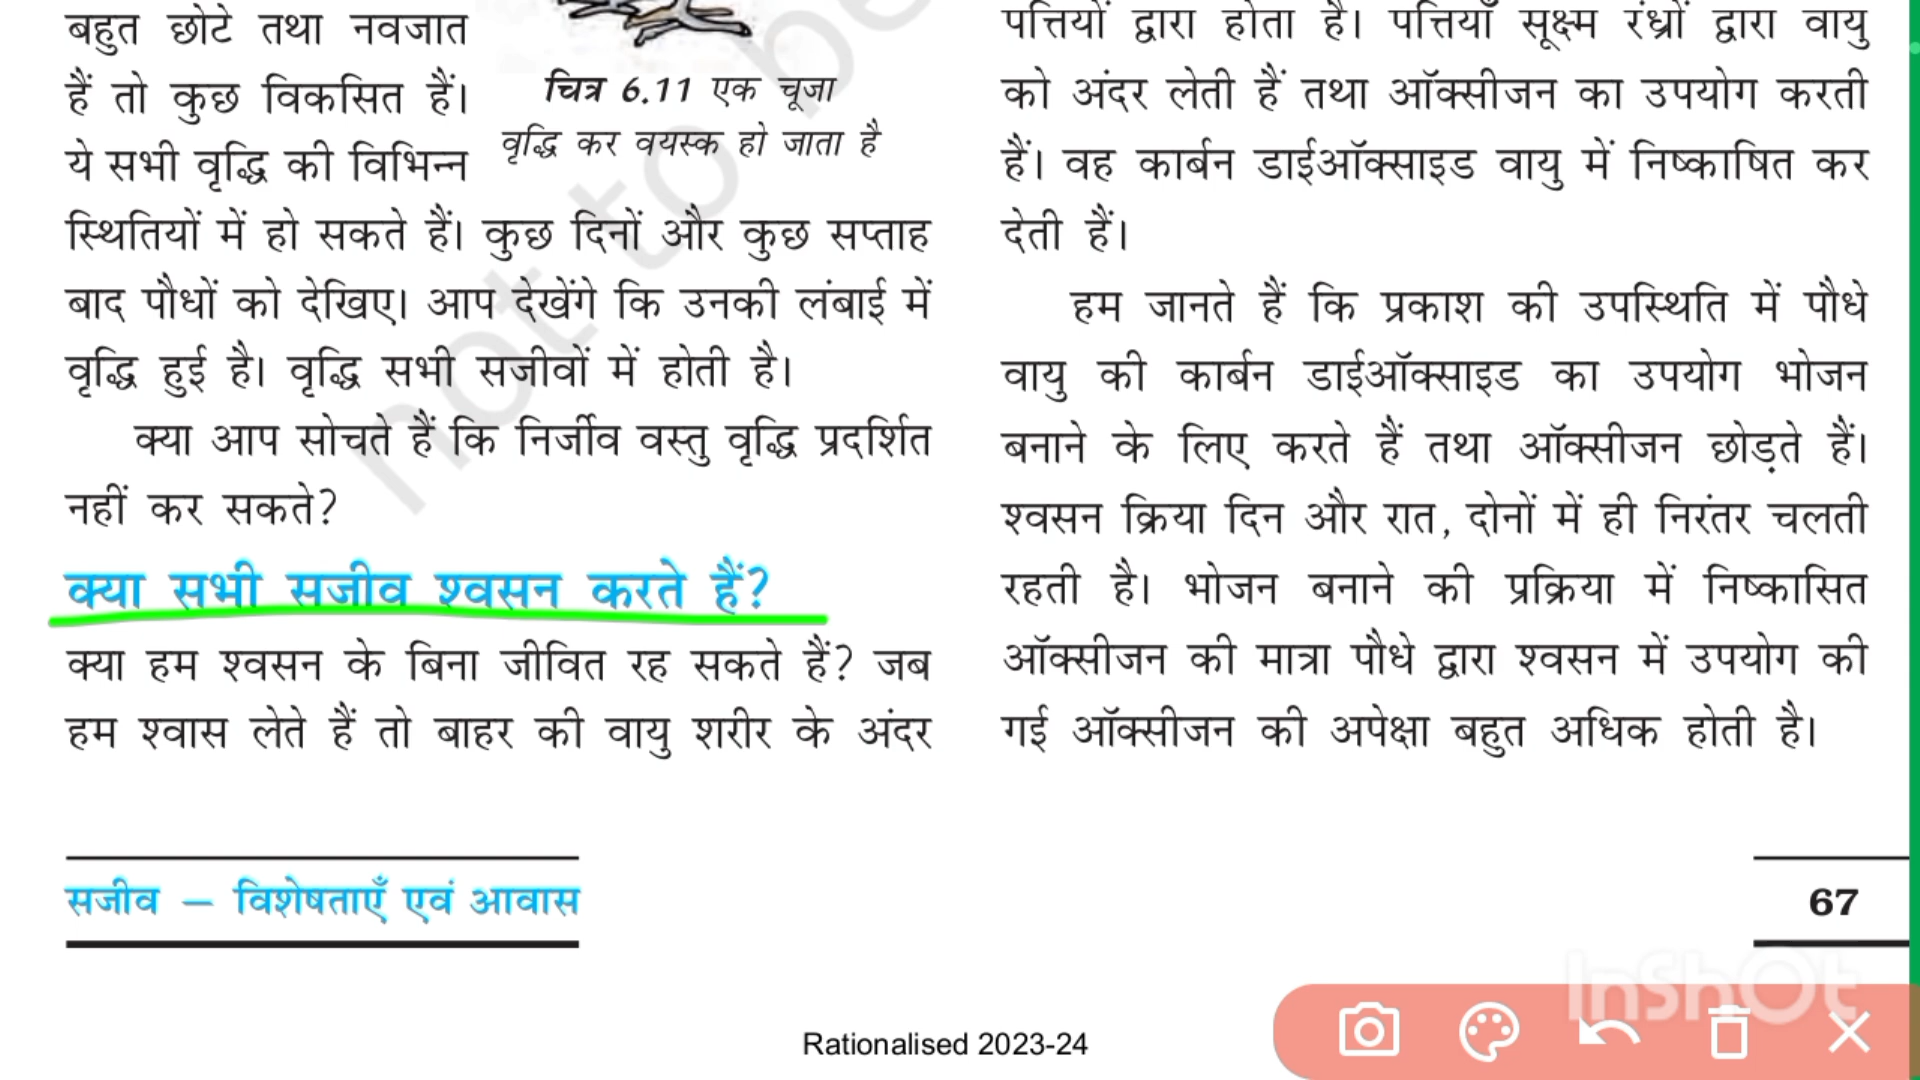 बहुत छोटे तथा नवजात
हैं तो कुछ विकसित हैं।
ये सभी वृद्धि की विभिन्न
चित्र 6.11 एक चूजा
वृद्धि कर वयस्क हो जाता है
स्थितियों में हो सकते हैं। कुछ दिनों और कुछ सप्ताह
बाद पौधों को देखिए। आप देखेंगे कि उनकी लंबाई में
वृद्धि हुई है। वृद्धि सभी सजीवों में होती है।
क्या आप सोचते हैं कि निर्जीव वस्तु वृद्धि प्रदर्शित
नहीं कर सकते?
क्या सभी सजीव श्वसन करते हैं?
क्या हम श्वसन के बिना जीवित रह सकते हैं? जब
हम श्वास लेते हैं तो बाहर की वायु शरीर के अंदर
पत्तियों द्वारा होता है। पत्तियाँ सूक्ष्म रंध्रों द्वारा वायु
को अंदर लेती हैं तथा ऑक्सीजन का उपयोग करती
हैं। वह कार्बन डाईऑक्साइड वायु में निष्काषित कर
देती हैं।
हम जानते हैं कि प्रकाश की उपस्थिति में पौधे
वायु की कार्बन डाईऑक्साइड का उपयोग भोजन
बनाने के लिए करते हैं तथा ऑक्सीजन छोड़ते हैं।
श्वसन क्रिया दिन और रात, दोनों में ही निरंतर चलती
रहती है। भोजन बनाने की प्रक्रिया में निष्कासित
ऑक्सीजन की मात्रा पौधे द्वारा श्वसन में उपयोग की
गई ऑक्सीजन की अपेक्षा बहुत अधिक होती है।
not to be
सजीव – विशेषताएँ एवं आवास
67
InShOt
Rationalised 2023-24